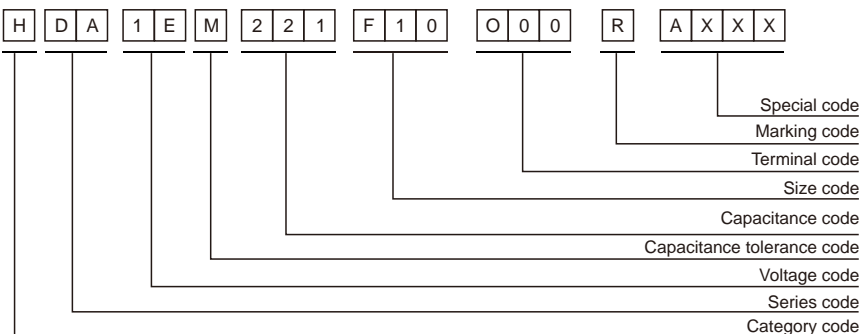 H D A 1 E M 2 2 1 F 1 0 O 0 0 R A X X X
Special code
Marking code
Terminal code
Size code
Capacitance code
Capacitance tolerance code
Voltage code
Series code
Category code